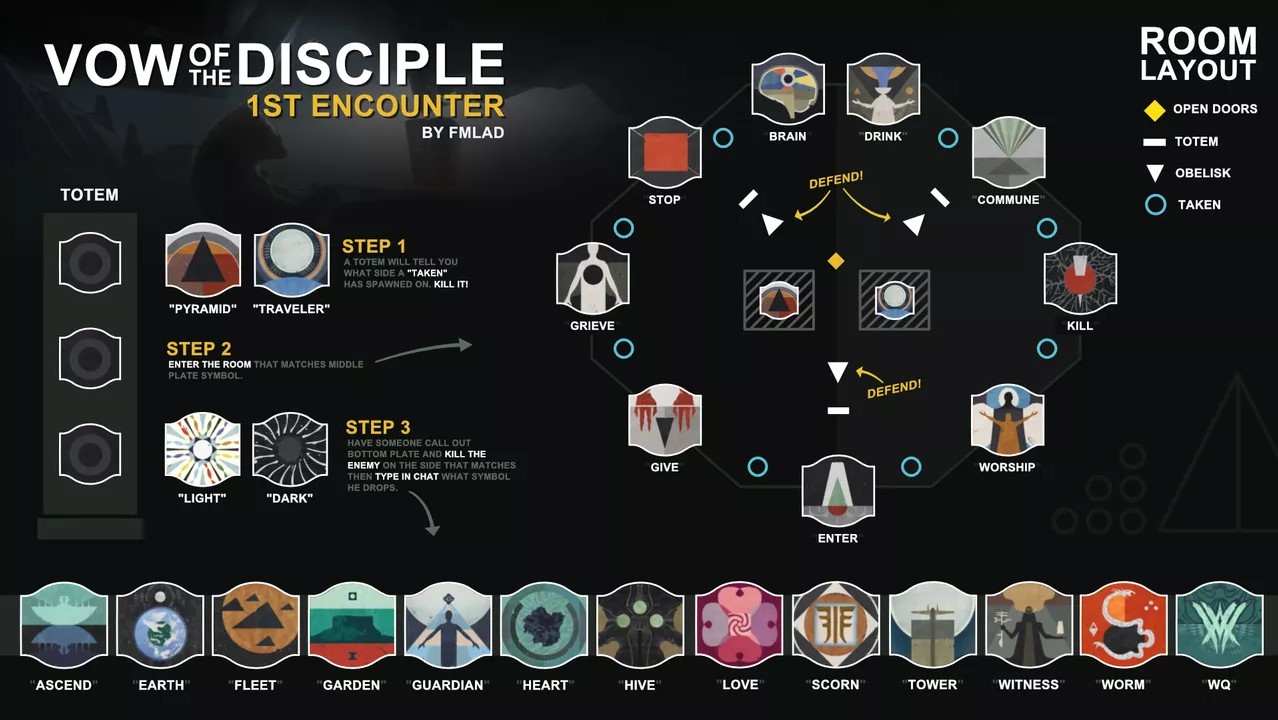 VOW OF THE DISCIPLE
1ST ENCOUNTER
BY FMLAD
TOTEM
"PYRAMID"
"TRAVELER"
STEP 1
A TOTEM WILL TELL YOU
WHAT SIDE A "TAKEN"
HAS SPAWNED ON. KILL IT!
STEP 2
ENTER THE ROOM THAT MATCHES MIDDLE
PLATE SYMBOL.
"LIGHT"
"DARK"
STEP 3
HAVE SOMEONE CALL OUT
BOTTOM PLATE AND KILL THE
ENEMY ON THE SIDE THAT MATCHES
THEN TYPE IN CHAT WHAT SYMBOL
HE DROPS.
"BRAIN"
"DRINK"
STOP
"COMMUNE"
DEFEND!
GRIEVE
KILL
DEFEND!
GIVE
WORSHIP
ENTER
ROOM
LAYOUT
OPEN DOORS
TOTEM
OBELISK
TAKEN
"ASCEND"
"EARTH"
"FLEET"
"GARDEN"
"GUARDIAN"
"HEART"
"HIVE"
"LOVE"
"SCORN"
"TOWER"
"WITNESS"
"WORM"
"WQ"